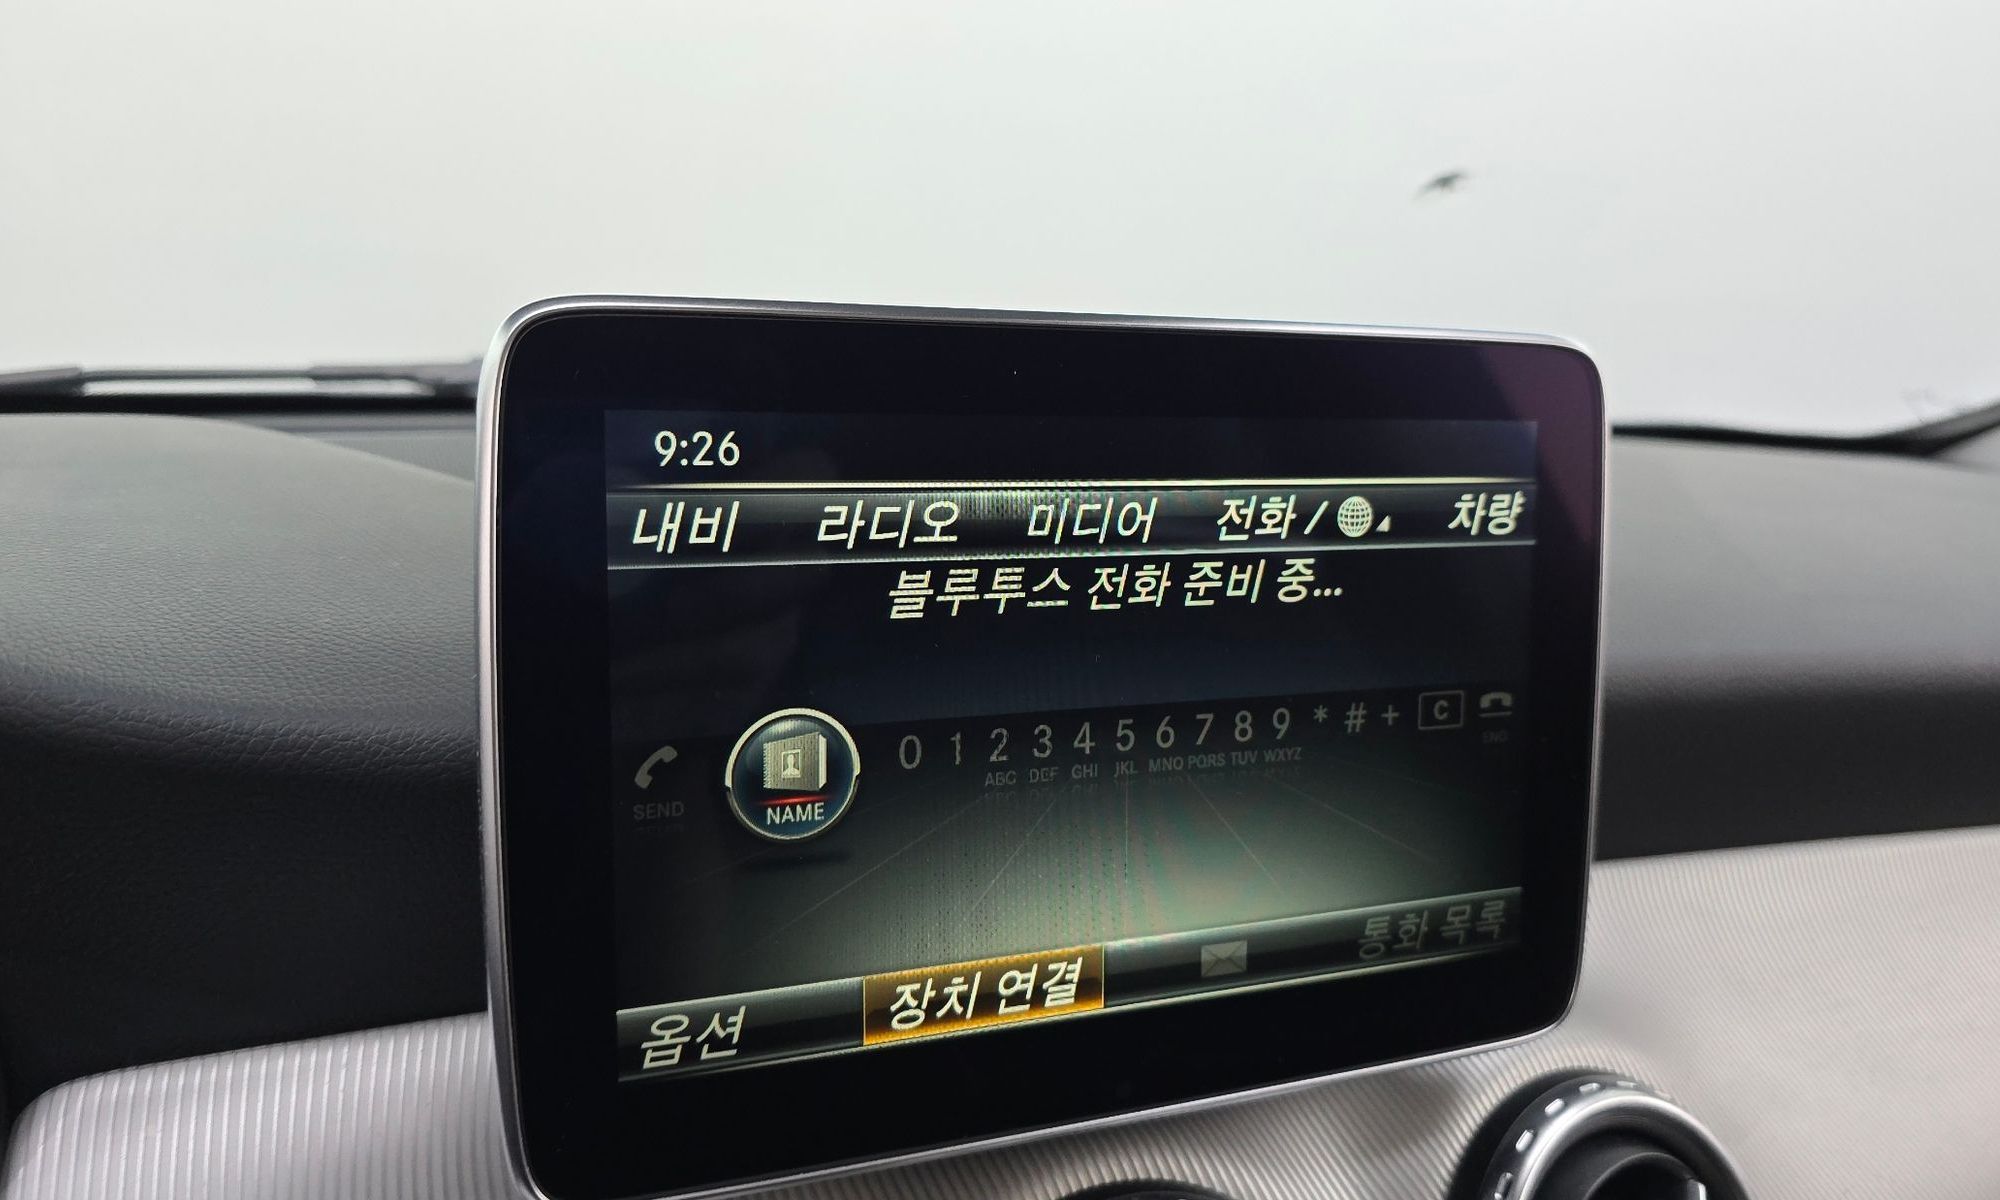 9:26
내비 라디오 미디어 전화 / 차량
블루투스 전화 준비 중...
0 1 2 3 4 5 6 7 8 9 * # + C
ABC DEF GHI JKL MNO PQRS TUV WXYZ
SEND NAME END
옵션 장치 연결 통화 목록